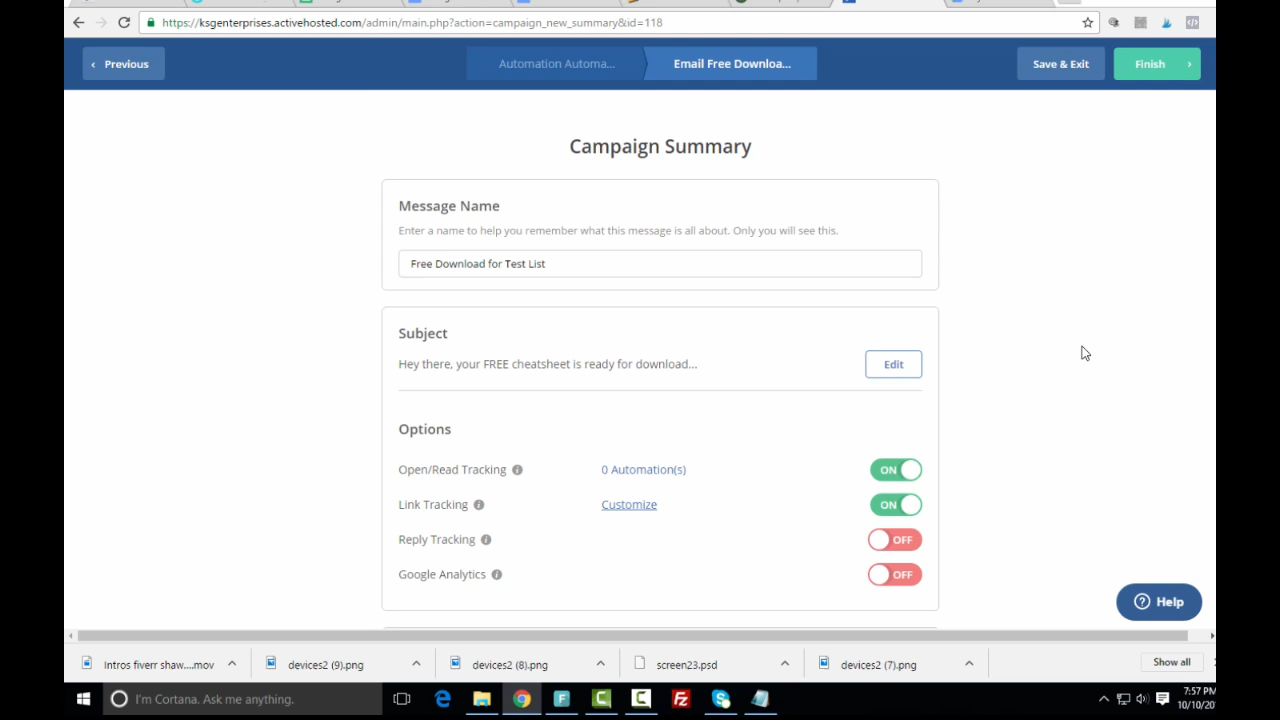 https://ksgenterprises.activehosted.com/admin/main.php?action=campaign_new_summary&id=118
Previous
Automation Automa...
Email Free Downloa...
Save & Exit
Finish
Campaign Summary
Message Name
Enter a name to help you remember what this message is all about. Only you will see this.
Free Download for Test List
Subject
Hey there, your FREE cheatsheet is ready for download...
Edit
Options
Open/Read Tracking
0 Automation(s)
ON
Link Tracking
Customize
ON
Reply Tracking
OFF
Google Analytics
OFF
Help
Intros fiverr shaw....mov
devices2 (9).png
devices2 (8).png
screen23.psd
devices2 (7).png
Show all
I'm Cortana. Ask me anything.
7:57 PM
10/10/20